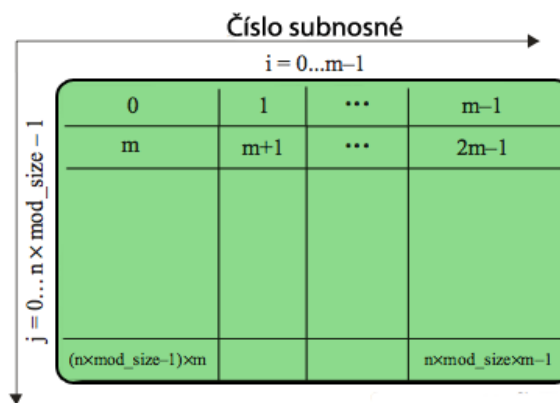 Číslo subnosné
i = 0...m–1
j = 0... n × mod_size – 1
0 1 ··· m–1
m m+1 ··· 2m–1
(n×mod_size–1)×m n×mod_size×m–1